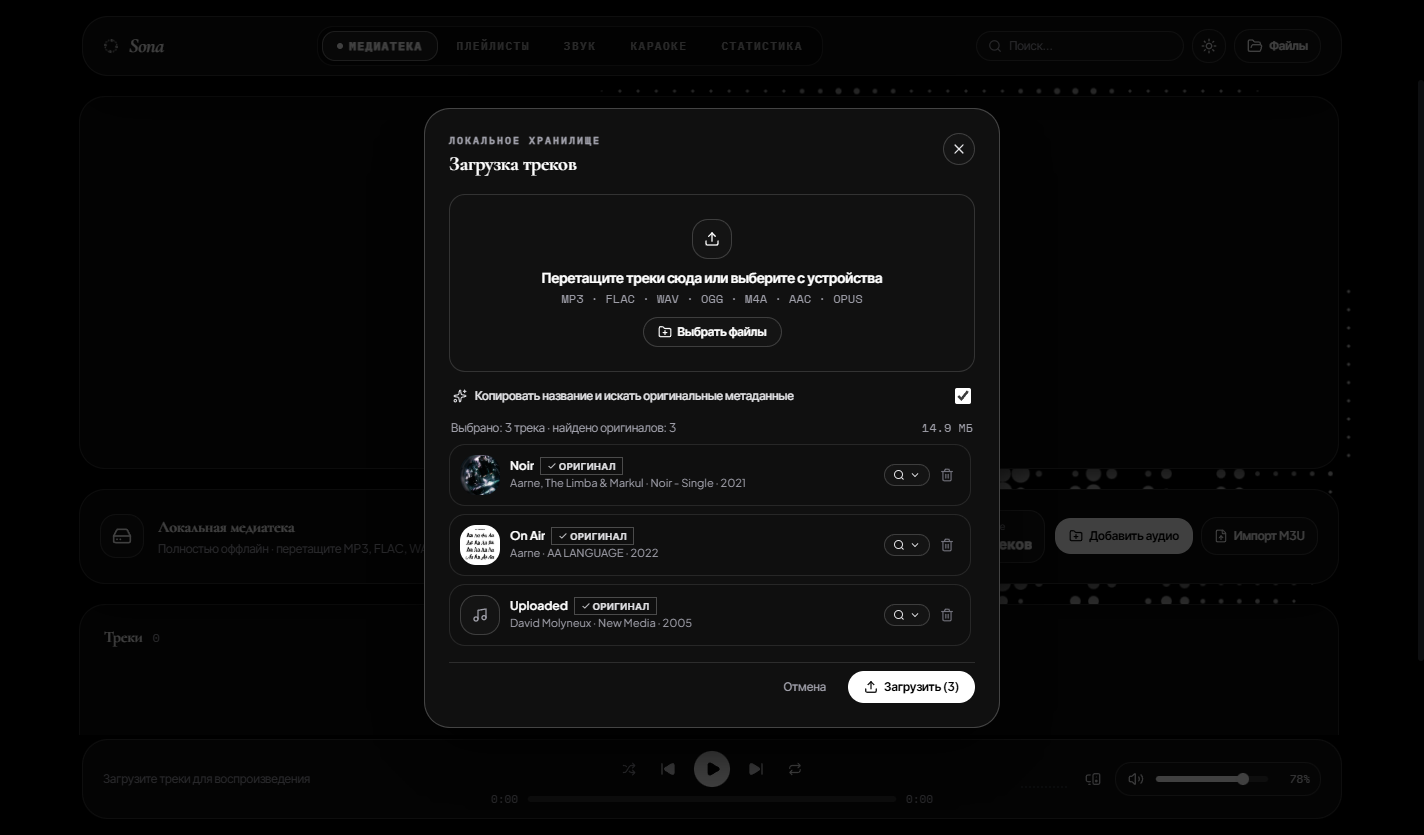 Sona
МЕДИАТЕКА ПЛЕЙЛИСТЫ ЗВУК КАРАОКЕ СТАТИСТИКА
Поиск...
Файлы
ЛОКАЛЬНОЕ ХРАНИЛИЩЕ
Загрузка треков
Перетащите треки сюда или выберите с устройства
MP3 · FLAC · WAV · OGG · M4A · AAC · OPUS
Выбрать файлы
Копировать название и искать оригинальные метаданные
Выбрано: 3 трека · найдено оригиналов: 3
14.9 МБ
Noir ОРИГИНАЛ
Aarne, The Limba & Markul · Noir - Single · 2021
On Air ОРИГИНАЛ
Aarne · AA LANGUAGE · 2022
Uploaded ОРИГИНАЛ
David Molyneux · New Media · 2005
Отмена
Загрузить (3)
Локальная медиатека
Полностью оффлайн · перетащите MP3, FLAC, WA
еков
Добавить аудио
Импорт M3U
Треки 0
Загрузите треки для воспроизведения
0:00
0:00
78%